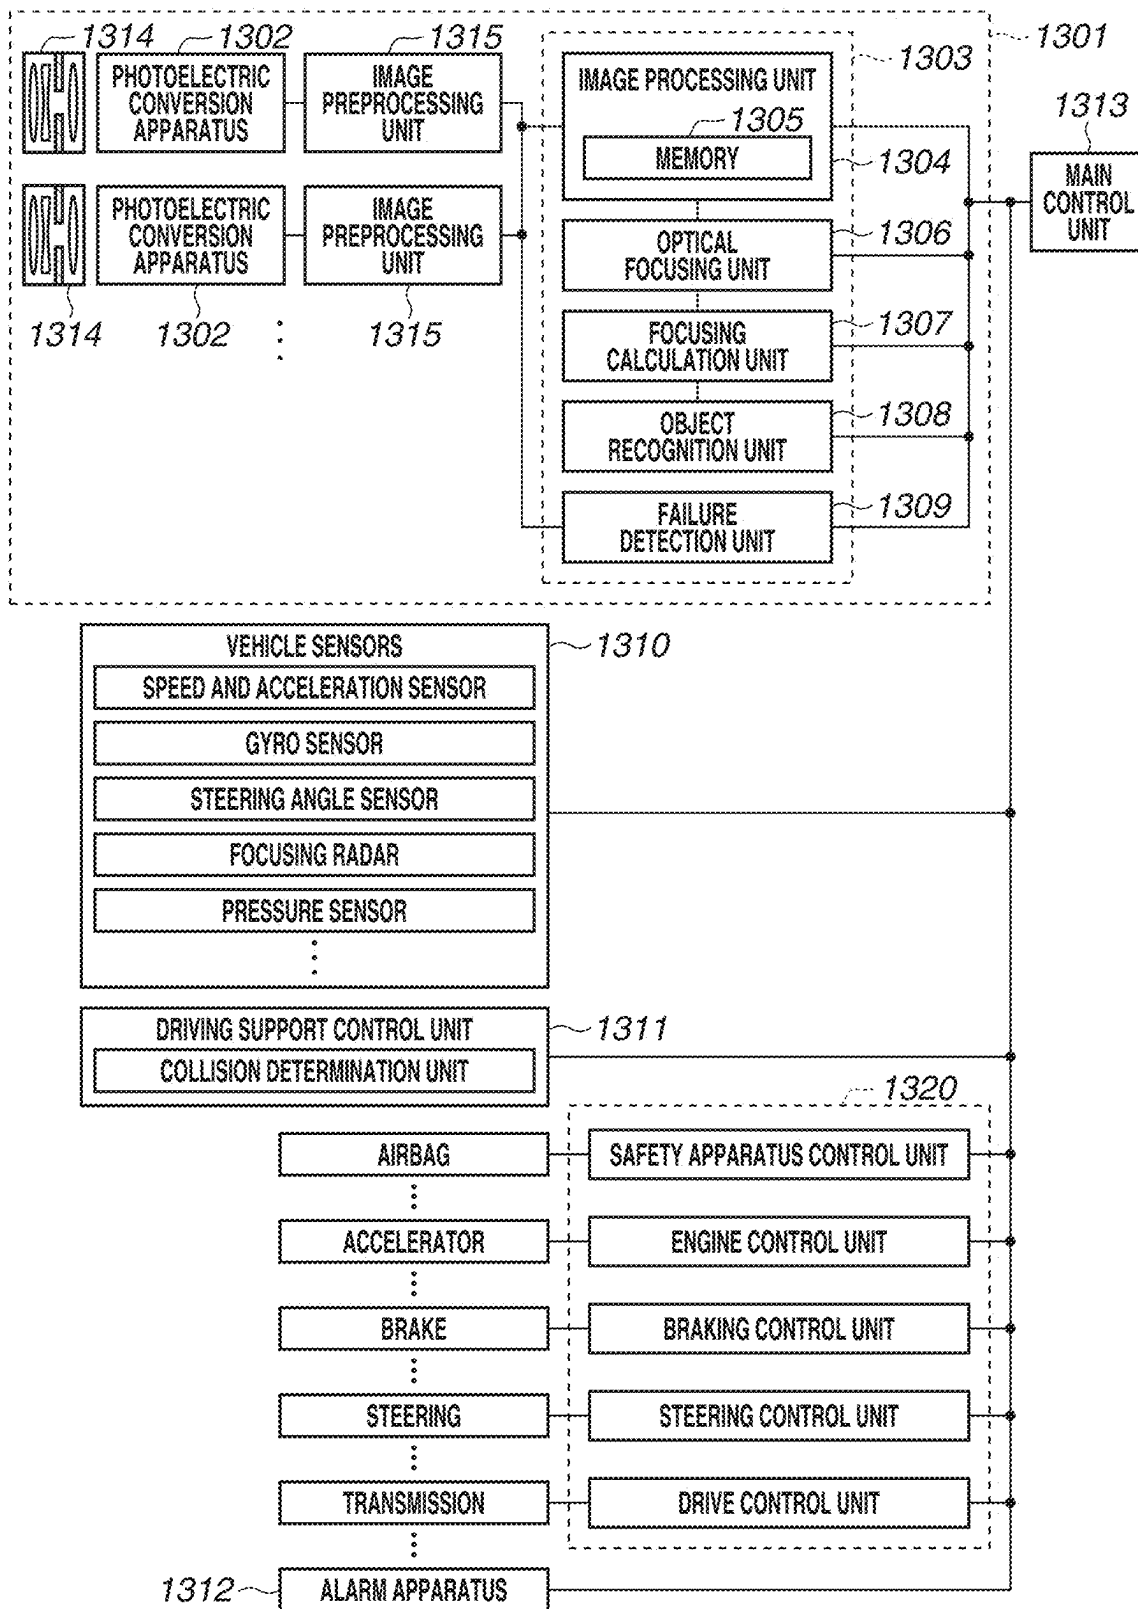 1314
1302
1315
1301
PHOTOELECTRIC
CONVERSION
APPARATUS
IMAGE
PREPROCESSING
UNIT
1303
IMAGE PROCESSING UNIT
1305
MEMORY
1304
1313
MAIN
CONTROL
UNIT
PHOTOELECTRIC
CONVERSION
APPARATUS
IMAGE
PREPROCESSING
UNIT
1314
1302
1315
OPTICAL
FOCUSING UNIT
1306
FOCUSING
CALCULATION UNIT
1307
OBJECT
RECOGNITION UNIT
1308
FAILURE
DETECTION UNIT
1309
VEHICLE SENSORS
1310
SPEED AND ACCELERATION SENSOR
GYRO SENSOR
STEERING ANGLE SENSOR
FOCUSING RADAR
PRESSURE SENSOR
DRIVING SUPPORT CONTROL UNIT
1311
COLLISION DETERMINATION UNIT
1320
AIRBAG
SAFETY APPARATUS CONTROL UNIT
ACCELERATOR
ENGINE CONTROL UNIT
BRAKE
BRAKING CONTROL UNIT
STEERING
STEERING CONTROL UNIT
TRANSMISSION
DRIVE CONTROL UNIT
1312
ALARM APPARATUS